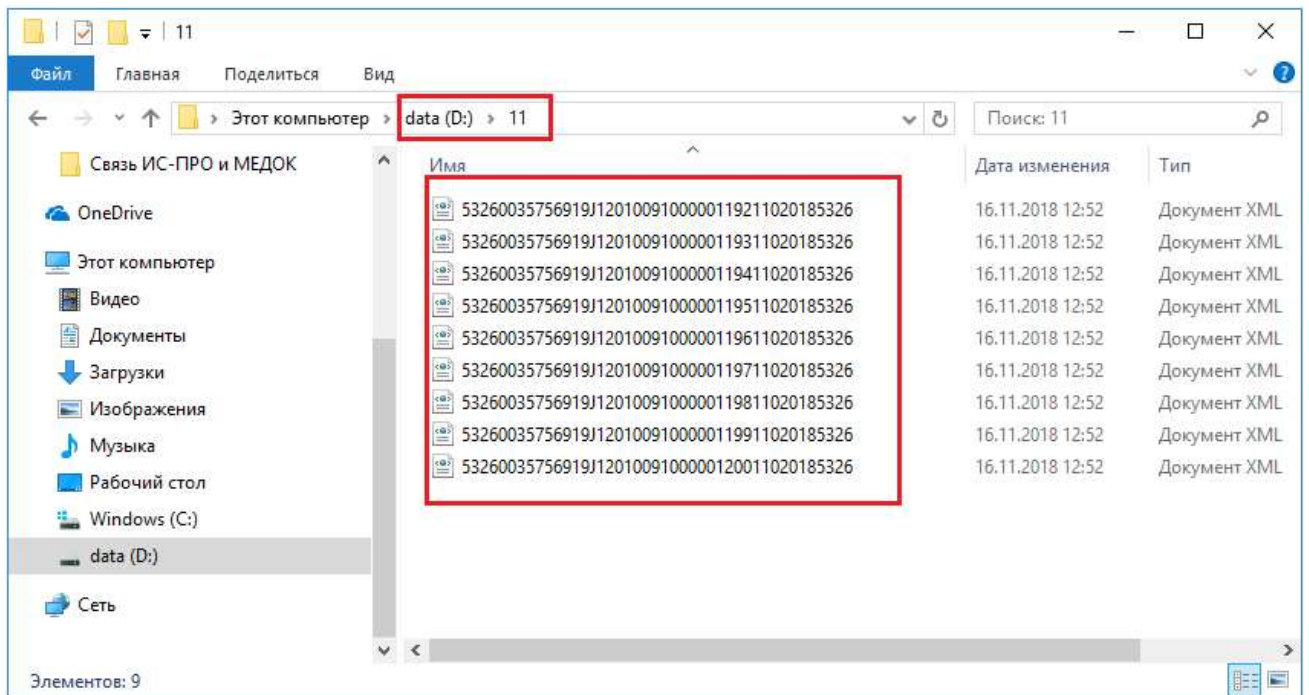 11
Файл Главная Поделиться Вид
Этот компьютер > data (D:) > 11 Поиск: 11
Связь ИС-ПРО и МЕДОК
OneDrive
Этот компьютер
Видео
Документы
Загрузки
Изображения
Музыка
Рабочий стол
Windows (C:)
data (D:)
Сеть
Имя Дата изменения Тип
53260035756919J1201009100000119211020185326 16.11.2018 12:52 Документ XML
53260035756919J1201009100000119311020185326 16.11.2018 12:52 Документ XML
53260035756919J1201009100000119411020185326 16.11.2018 12:52 Документ XML
53260035756919J1201009100000119511020185326 16.11.2018 12:52 Документ XML
53260035756919J1201009100000119611020185326 16.11.2018 12:52 Документ XML
53260035756919J1201009100000119711020185326 16.11.2018 12:52 Документ XML
53260035756919J1201009100000119811020185326 16.11.2018 12:52 Документ XML
53260035756919J1201009100000119911020185326 16.11.2018 12:52 Документ XML
53260035756919J1201009100000120011020185326 16.11.2018 12:52 Документ XML
Элементов: 9